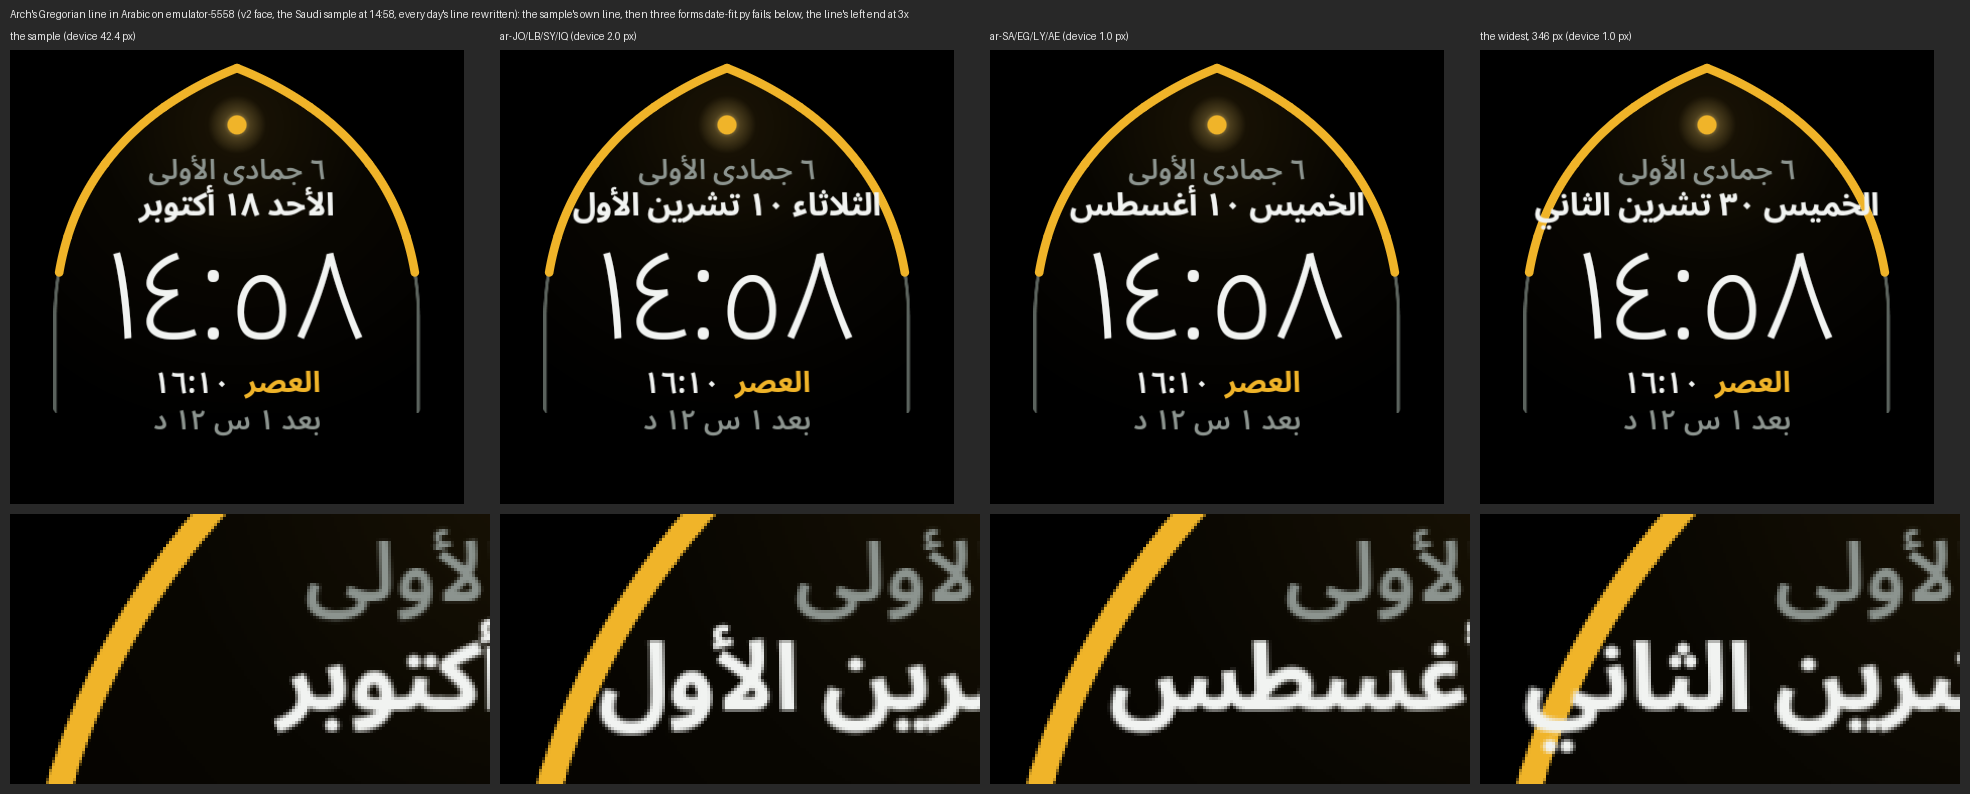 Arch's Gregorian line in Arabic on emulator-5558 (v2 face, the Saudi sample at 14:58, every day's line rewritten): the sample's own line, then three forms date-fit.py fails; below, the line's left end at 3x
the sample (device 42.4 px)
٦ جمادى الأولى
الأحد ١٨ أكتوبر
١٤:٥٨
العصر ١٦:١٠
بعد ١ س ١٢ د
ar-JO/LB/SY/IQ (device 2.0 px)
٦ جمادى الأولى
الثلاثاء ١٠ تشرين الأول
١٤:٥٨
العصر ١٦:١٠
بعد ١ س ١٢ د
ar-SA/EG/LY/AE (device 1.0 px)
٦ جمادى الأولى
الخميس ١٠ أغسطس
١٤:٥٨
العصر ١٦:١٠
بعد ١ س ١٢ د
the widest, 346 px (device 1.0 px)
٦ جمادى الأولى
الخميس ٣٠ تشرين الثاني
١٤:٥٨
العصر ١٦:١٠
بعد ١ س ١٢ د
لأولى
أكتوبر
لأولى
رين الأول
لأولى
أغسطس
لأولى
شرين الثاني